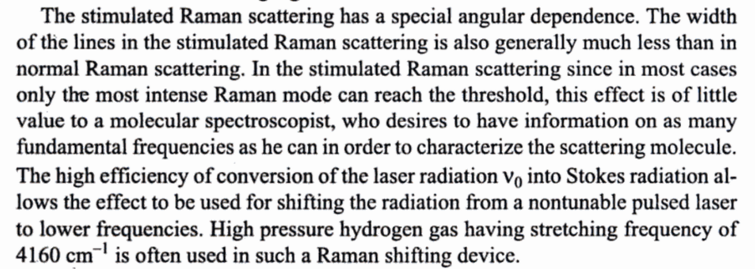 The stimulated Raman scattering has a special angular dependence. The width
of the lines in the stimulated Raman scattering is also generally much less than in
normal Raman scattering. In the stimulated Raman scattering since in most cases
only the most intense Raman mode can reach the threshold, this effect is of little
value to a molecular spectroscopist, who desires to have information on as many
fundamental frequencies as he can in order to characterize the scattering molecule.
The high efficiency of conversion of the laser radiation ν₀ into Stokes radiation al-
lows the effect to be used for shifting the radiation from a nontunable pulsed laser
to lower frequencies. High pressure hydrogen gas having stretching frequency of
4160 cm⁻¹ is often used in such a Raman shifting device.